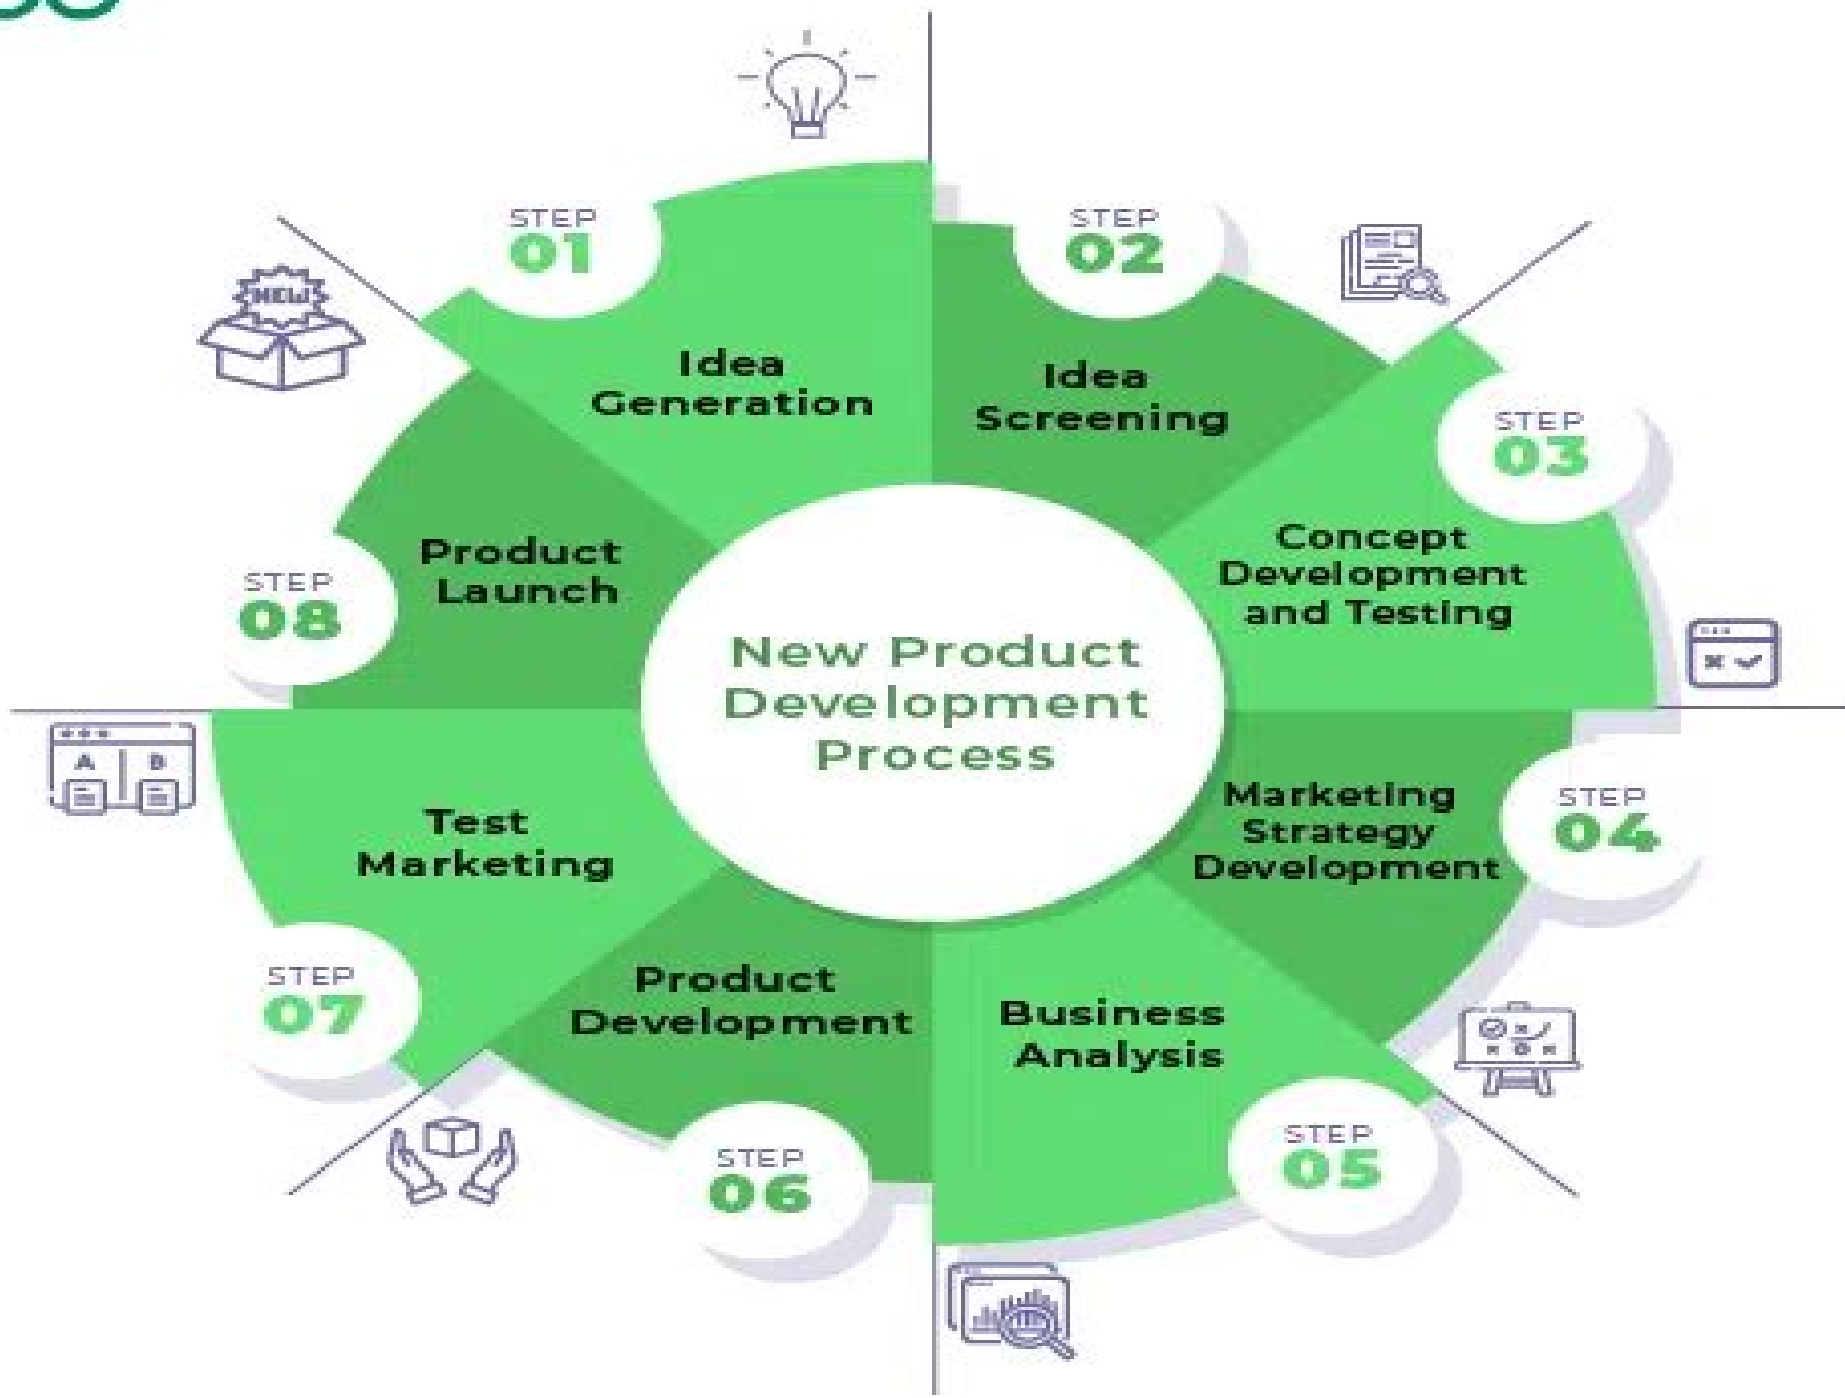 New Product
Development
Process
STEP
01
Idea
Generation
STEP
02
Idea
Screening
STEP
03
Concept
Development
and Testing
STEP
04
Marketing
Strategy
Development
STEP
05
Business
Analysis
STEP
06
Product
Development
STEP
07
Test
Marketing
A B
STEP
08
Product
Launch
NEW